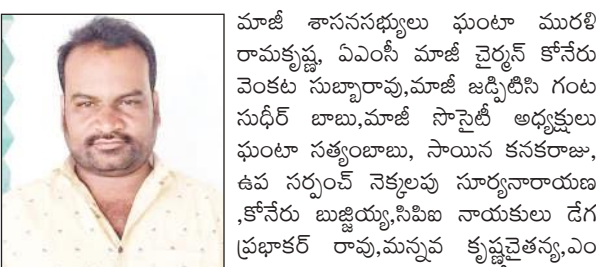 మాజీ శాసనసభ్యులు ఘంటా మురళి
రామకృష్ణ, ఏఎంసీ మాజీ చైర్మన్ కోనేరు
వెంకట సుబ్బారావు,మాజీ జడ్పిటిసి గంట
సుధీర్ బాబు,మాజీ సొసైటీ అధ్యక్షులు
ఘంటా సత్యంబాబు, సాయిన కనకరాజు,
ఉప సర్పంచ్ నెక్కలపు సూర్యనారాయణ
,కోనేరు బుజ్జియ్య,సిపిఐ నాయకులు డేగ
ప్రభాకర్ రావు,మన్నవ కృష్ణచైతన్య,ఎం